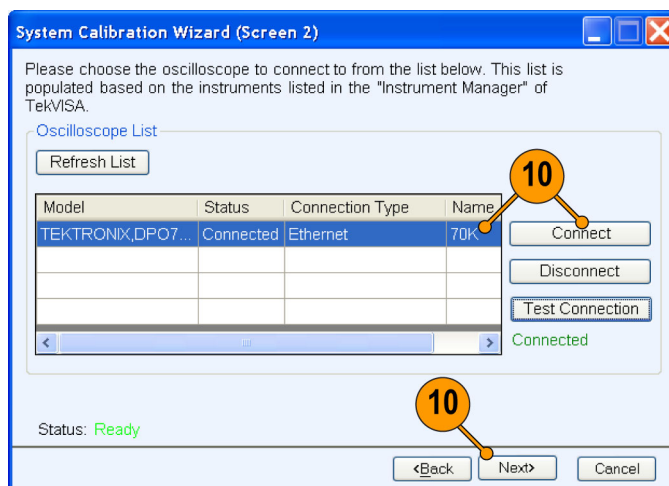 System Calibration Wizard (Screen 2)
Please choose the oscilloscope to connect to from the list below. This list is
populated based on the instruments listed in the "Instrument Manager" of
TekVISA.
Oscilloscope List
Refresh List
10
Model Status Connection Type Name
TEKTRONIX,DPO7... Connected Ethernet 70K
Connect
Disconnect
Test Connection
Connected
10
Status: Ready
<Back Next> Cancel